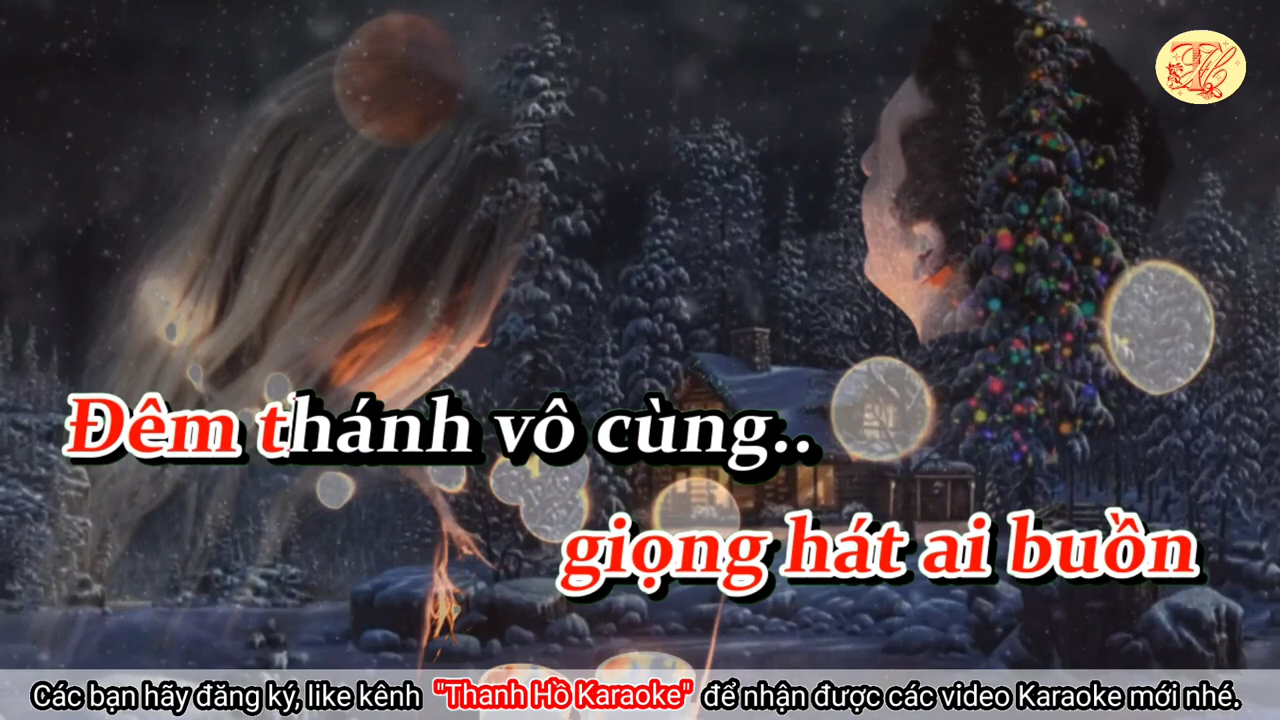 Đêm thánh vô cùng..
giọng hát ai buồn
Các bạn hãy đăng ký, like kênh "Thanh Hồ Karaoke" để nhận được các video Karaoke mới nhé.